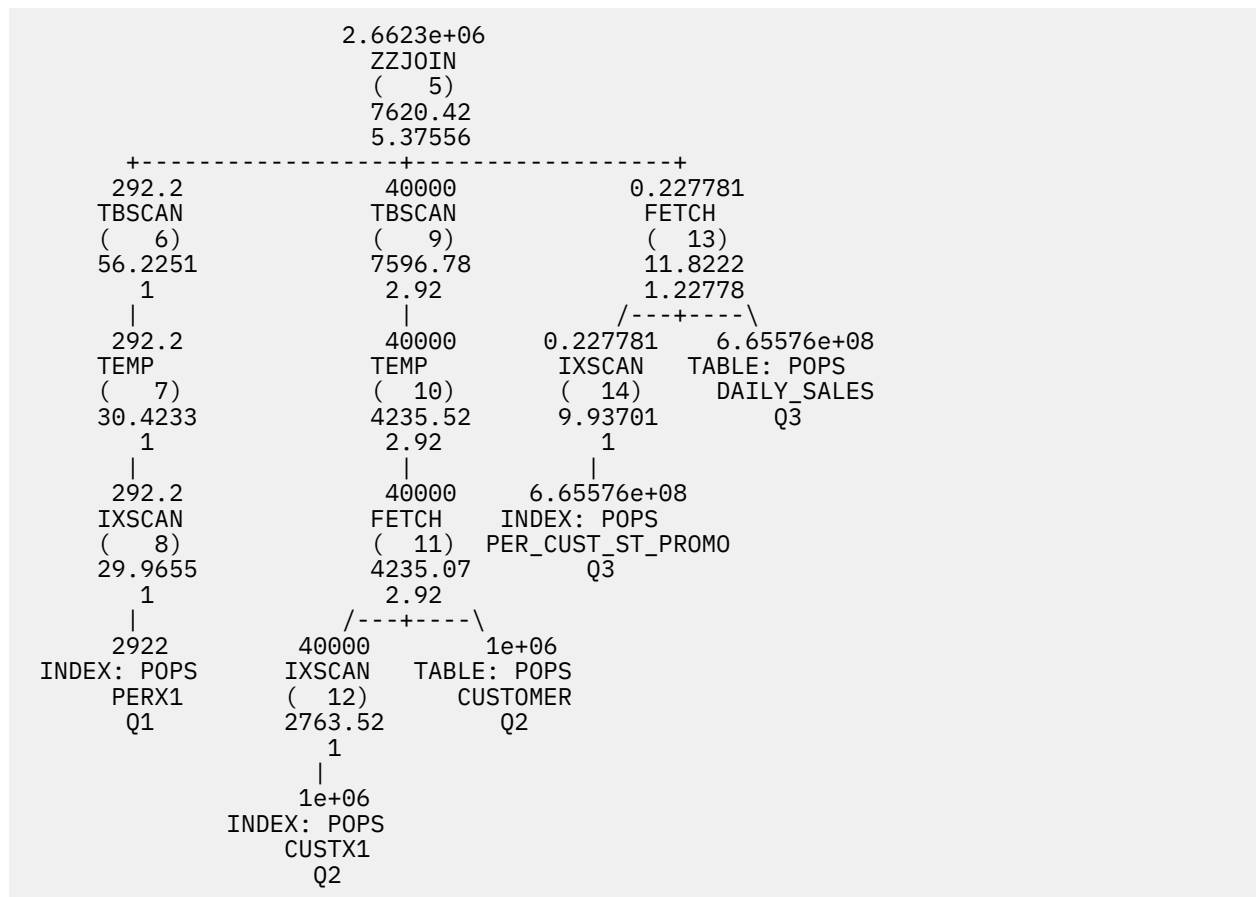 2.6623e+06
ZZJOIN
(   5)
7620.42
5.37556
+------------------+------------------+
292.2 40000 0.227781
TBSCAN TBSCAN FETCH
(   6) (   9) (  13)
56.2251 7596.78 11.8222
1 2.92 1.22778
| | /---+----\
292.2 40000 0.227781 6.65576e+08
TEMP TEMP IXSCAN TABLE: POPS
(   7) (  10) (  14) DAILY_SALES
30.4233 4235.52 9.93701 Q3
1 2.92 1
| | |
292.2 40000 6.65576e+08
IXSCAN FETCH INDEX: POPS
(   8) (  11) PER_CUST_ST_PROMO
29.9655 4235.07 Q3
1 2.92
| /---+----\
2922 40000 1e+06
INDEX: POPS IXSCAN TABLE: POPS
PERX1 (  12) CUSTOMER
Q1 2763.52 Q2
1
|
1e+06
INDEX: POPS
CUSTX1
Q2